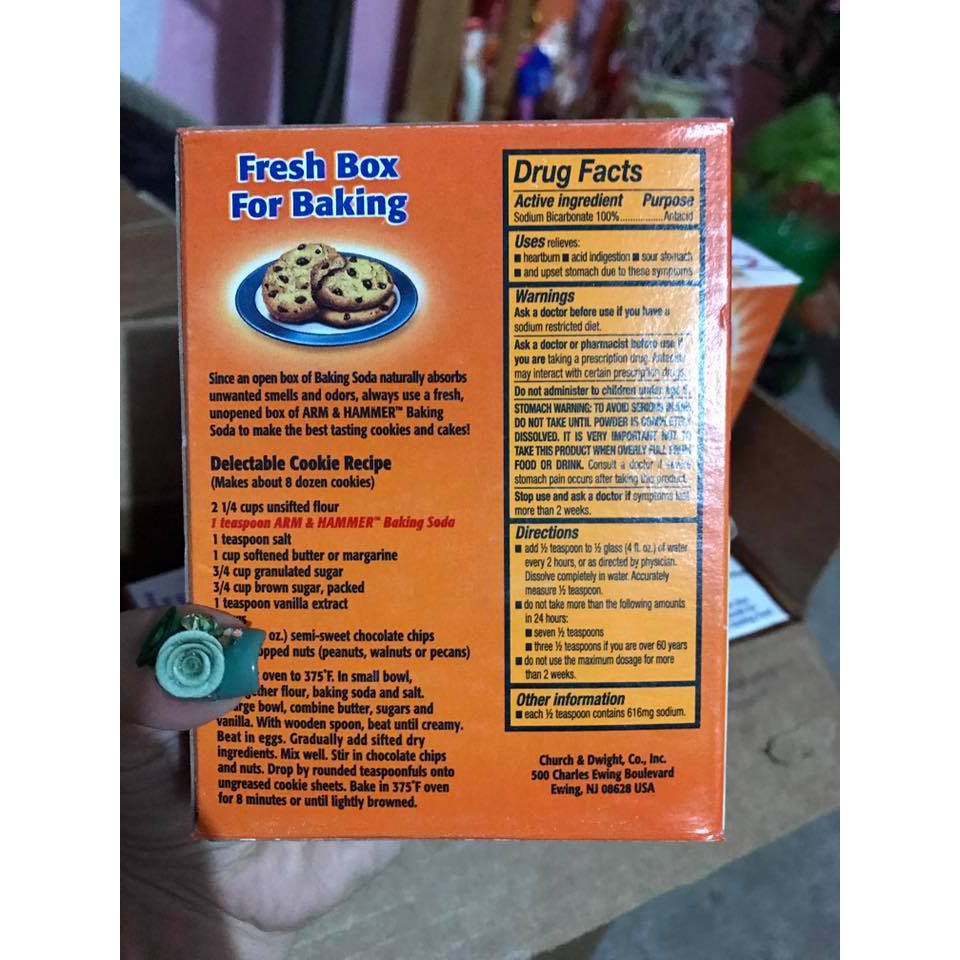 Fresh Box
For Baking
Since an open box of Baking Soda naturally absorbs
unwanted smells and odors, always use a fresh,
unopened box of ARM & HAMMER™ Baking
Soda to make the best tasting cookies and cakes!
Delectable Cookie Recipe
(Makes about 8 dozen cookies)
2 1/4 cups unsifted flour
1 teaspoon ARM & HAMMER™ Baking Soda
1 teaspoon salt
1 cup softened butter or margarine
3/4 cup granulated sugar
3/4 cup brown sugar, packed
1 teaspoon vanilla extract
oz.) semi-sweet chocolate chips
nuts (peanuts, walnuts or pecans)
oven to 375°F. In small bowl,
flour, baking soda and salt.
bowl, combine butter, sugars and
vanilla. With wooden spoon, beat until creamy.
Beat in eggs. Gradually add sifted dry
ingredients. Mix well. Stir in chocolate chips
and nuts. Drop by rounded teaspoonfuls onto
ungreased cookie sheets. Bake in 375°F oven
for 8 minutes or until lightly browned.
Drug Facts
Active ingredient Purpose
Sodium Bicarbonate 100%..............Antacid
Uses relieves:
■ heartburn ■ acid indigestion ■ sour stomach
■ and upset stomach due to these symptoms
Warnings
Ask a doctor before use if you have a
sodium restricted diet.
Ask a doctor or pharmacist before use if
you are taking a prescription drug. Antacids
may interact with certain prescription drugs.
Do not administer to children under age
STOMACH WARNING: TO AVOID SERIOUS INJURY,
DO NOT TAKE UNTIL POWDER IS COMPLETELY
DISSOLVED. IT IS VERY IMPORTANT NOT TO
TAKE THIS PRODUCT WHEN OVERLY FULL FROM
FOOD OR DRINK. Consult a doctor if severe
stomach pain occurs after taking this product.
Stop use and ask a doctor if symptoms last
more than 2 weeks.
Directions
■ add ½ teaspoon to ½ glass (4 fl. oz.) of water
every 2 hours, or as directed by physician.
Dissolve completely in water. Accurately
measure ½ teaspoon.
■ do not take more than the following amounts
in 24 hours:
■ seven ½ teaspoons
■ three ½ teaspoons if you are over 60 years
■ do not use the maximum dosage for more
than 2 weeks.
Other information
■ each ½ teaspoon contains 616mg sodium.
Church & Dwight, Co., Inc.
500 Charles Ewing Boulevard
Ewing, NJ 08628 USA